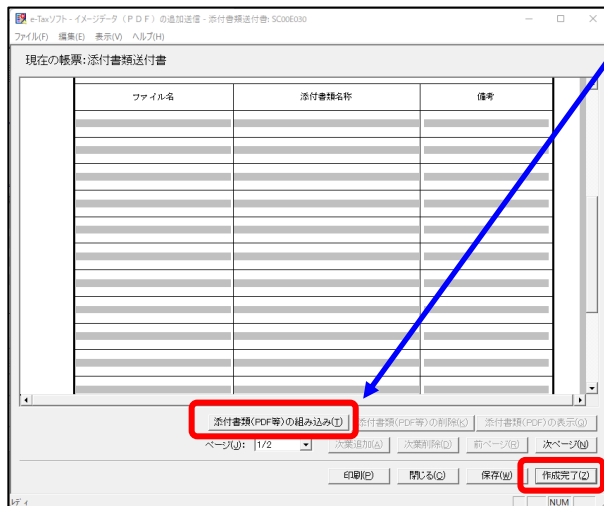 e-Taxソフト - イメージデータ（ＰＤＦ）の追加送信 - 添付書類送付書: SC00E030
ファイル(F) 編集(E) 表示(V) ヘルプ(H)
現在の帳票:添付書類送付書
ファイル名 添付書類名称 備考
添付書類(PDF等)の組み込み(T) 添付書類(PDF等)の削除(K) 添付書類(PDF)の表示(O)
ページ(J): 1/2 次葉追加(A) 次葉削除(D) 前ページ(R) 次ページ(N)
印刷(P) 閉じる(C) 保存(W) 作成完了(Z)
レディ NUM